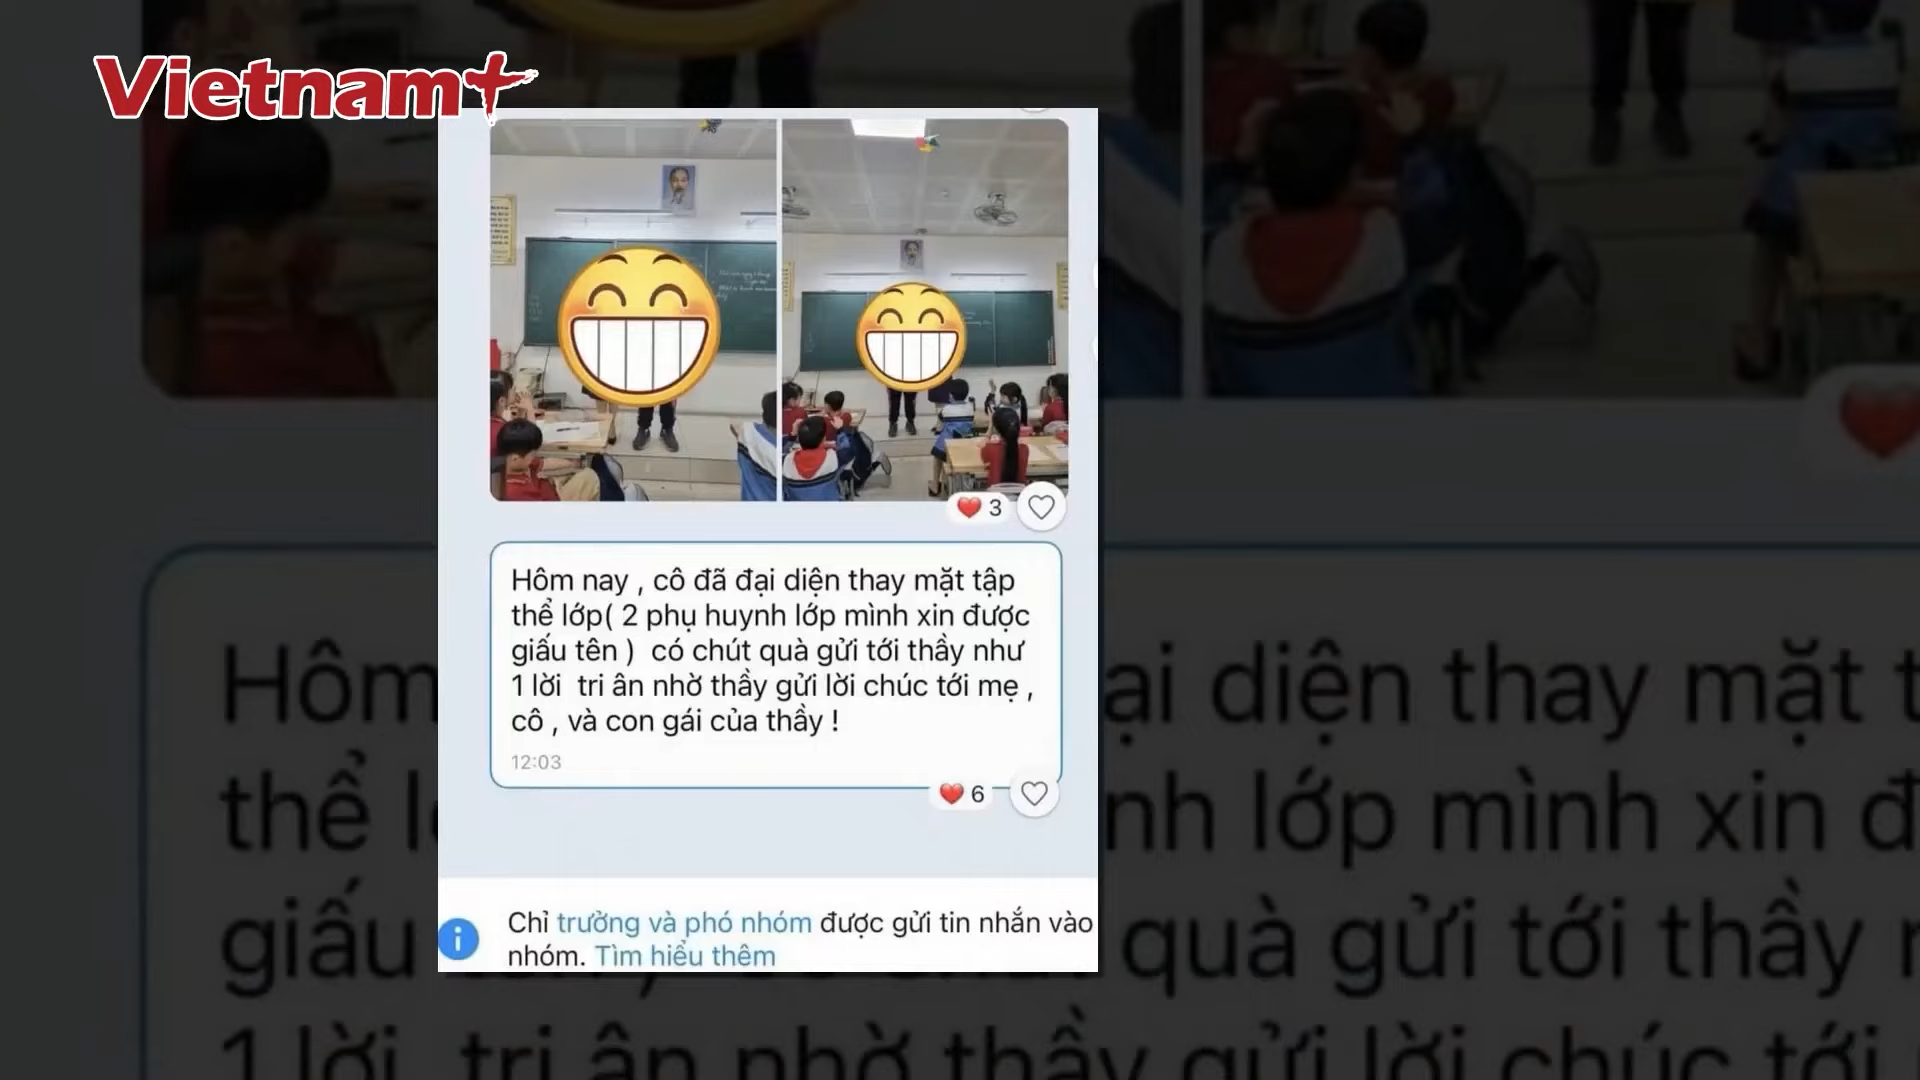 Vietnam+
3
Hôm nay , cô đã đại diện thay mặt tập
thể lớp( 2 phụ huynh lớp mình xin được
giấu tên )  có chút quà gửi tới thầy như
1 lời  tri ân nhờ thầy gửi lời chúc tới mẹ ,
cô , và con gái của thầy !
12:03
6
Chỉ trưởng và phó nhóm được gửi tin nhắn vào
nhóm. Tìm hiểu thêm